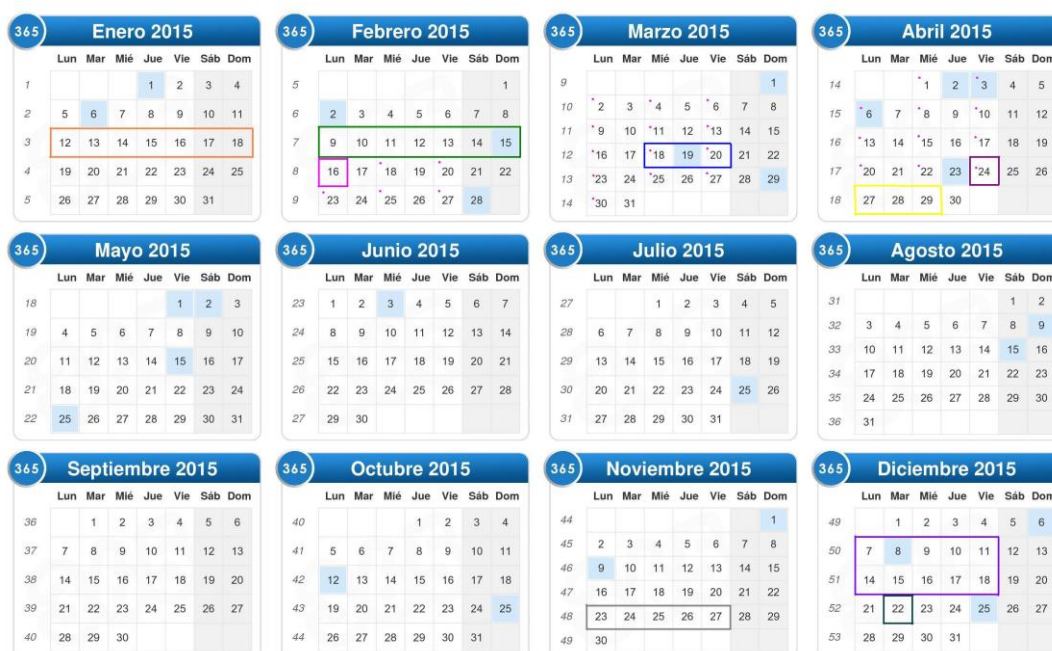 365 Enero 2015
Lun Mar Mié Jue Vie Sáb Dom
1 1 2 3 4
2 5 6 7 8 9 10 11
3 12 13 14 15 16 17 18
4 19 20 21 22 23 24 25
5 26 27 28 29 30 31
365 Febrero 2015
Lun Mar Mié Jue Vie Sáb Dom
5 1
6 2 3 4 5 6 7 8
7 9 10 11 12 13 14 15
8 16 17 18 19 20 21 22
9 23 24 25 26 27 28
365 Marzo 2015
Lun Mar Mié Jue Vie Sáb Dom
9 1
10 2 3 4 5 6 7 8
11 9 10 11 12 13 14 15
12 16 17 18 19 20 21 22
13 23 24 25 26 27 28 29
14 30 31
365 Abril 2015
Lun Mar Mié Jue Vie Sáb Dom
14 1 2 3 4 5
15 6 7 8 9 10 11 12
16 13 14 15 16 17 18 19
17 20 21 22 23 24 25 26
18 27 28 29 30
365 Mayo 2015
Lun Mar Mié Jue Vie Sáb Dom
18 1 2 3
19 4 5 6 7 8 9 10
20 11 12 13 14 15 16 17
21 18 19 20 21 22 23 24
22 25 26 27 28 29 30 31
365 Junio 2015
Lun Mar Mié Jue Vie Sáb Dom
23 1 2 3 4 5 6 7
24 8 9 10 11 12 13 14
25 15 16 17 18 19 20 21
26 22 23 24 25 26 27 28
27 29 30
365 Julio 2015
Lun Mar Mié Jue Vie Sáb Dom
27 1 2 3 4 5
28 6 7 8 9 10 11 12
29 13 14 15 16 17 18 19
30 20 21 22 23 24 25 26
31 27 28 29 30 31
365 Agosto 2015
Lun Mar Mié Jue Vie Sáb Dom
31 1 2
32 3 4 5 6 7 8 9
33 10 11 12 13 14 15 16
34 17 18 19 20 21 22 23
35 24 25 26 27 28 29 30
36 31
365 Septiembre 2015
Lun Mar Mié Jue Vie Sáb Dom
36 1 2 3 4 5 6
37 7 8 9 10 11 12 13
38 14 15 16 17 18 19 20
39 21 22 23 24 25 26 27
40 28 29 30
365 Octubre 2015
Lun Mar Mié Jue Vie Sáb Dom
40 1 2 3 4
41 5 6 7 8 9 10 11
42 12 13 14 15 16 17 18
43 19 20 21 22 23 24 25
44 26 27 28 29 30 31
365 Noviembre 2015
Lun Mar Mié Jue Vie Sáb Dom
44 1
45 2 3 4 5 6 7 8
46 9 10 11 12 13 14 15
47 16 17 18 19 20 21 22
48 23 24 25 26 27 28 29
49 30
365 Diciembre 2015
Lun Mar Mié Jue Vie Sáb Dom
49 1 2 3 4 5 6
50 7 8 9 10 11 12 13
51 14 15 16 17 18 19 20
52 21 22 23 24 25 26 27
53 28 29 30 31